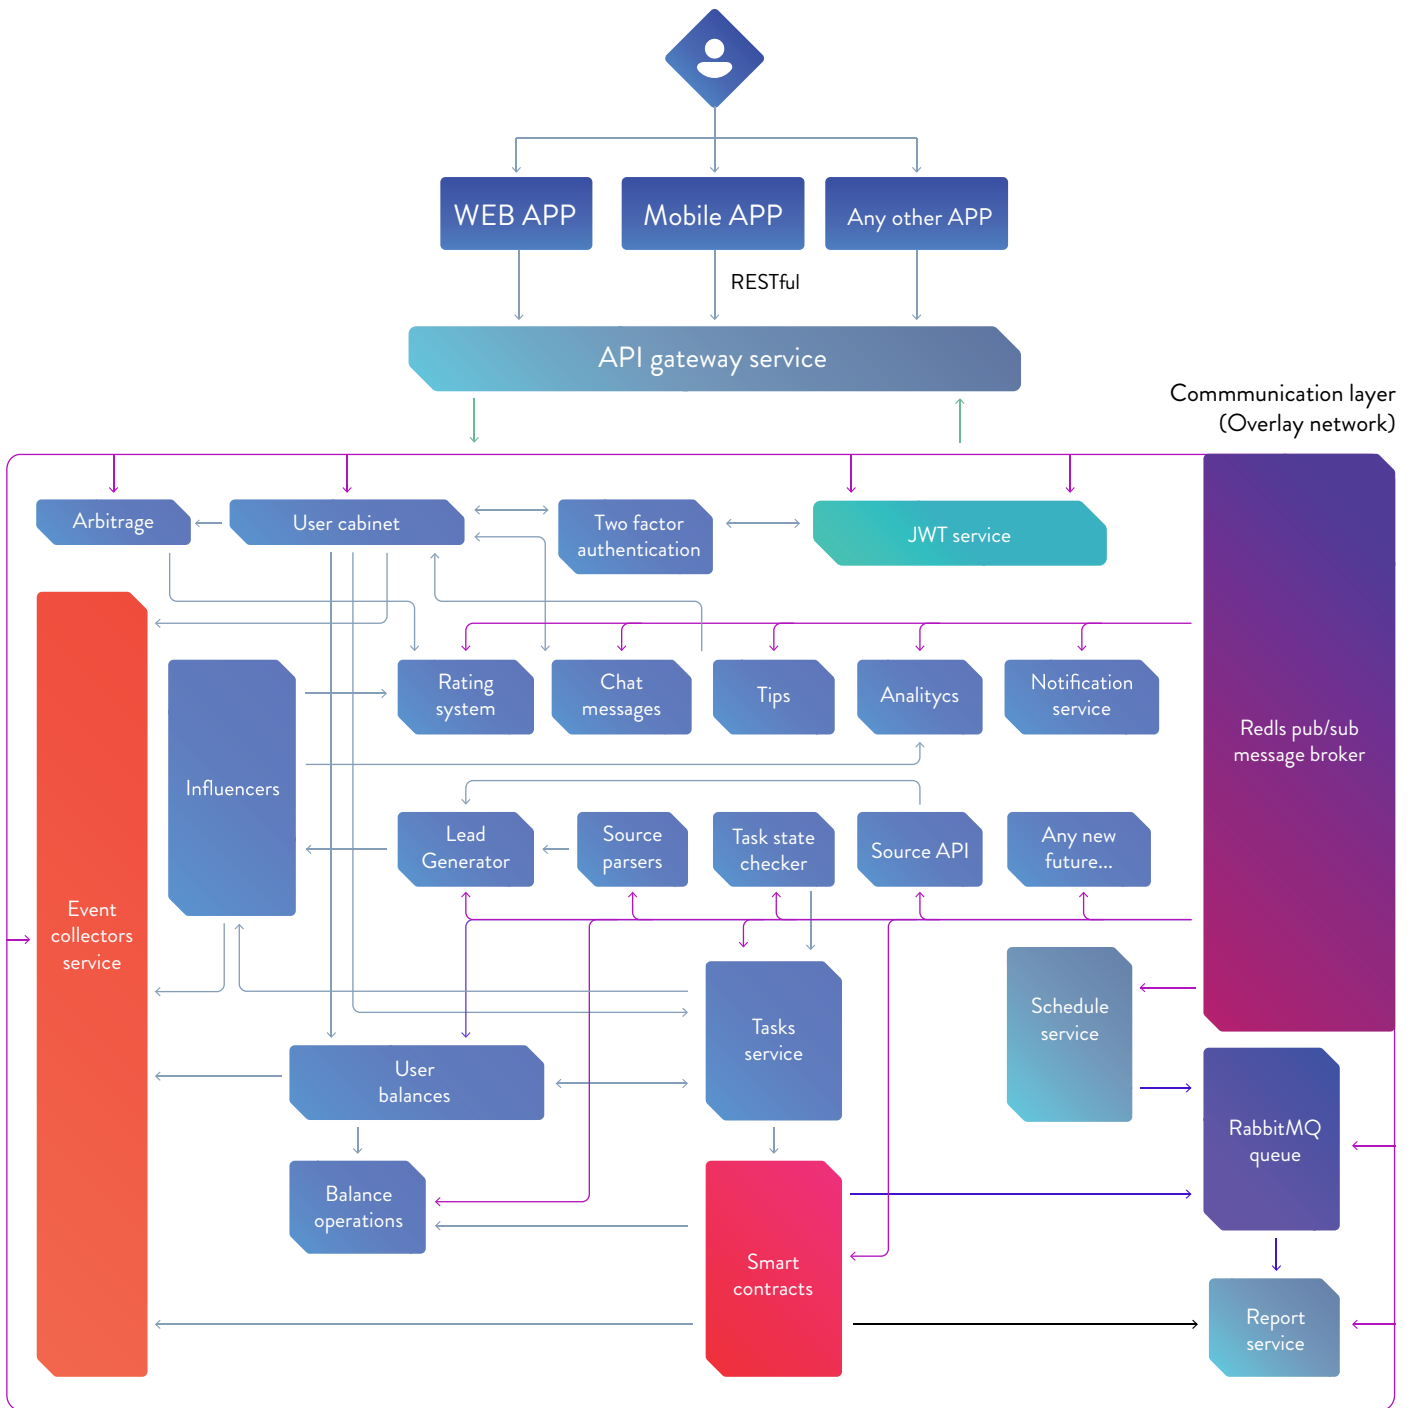 WEB APP
Mobile APP
Any other APP
RESTful
API gateway service
Commmunication layer
(Overlay network)
Arbitrage
User cabinet
Two factor
authentication
JWT service
Rating
system
Chat
messages
Tips
Analitycs
Notification
service
RedIs pub/sub
message broker
Influencers
Lead
Generator
Source
parsers
Task state
checker
Source API
Any new
future...
Event
collectors
service
Tasks
service
Schedule
service
User
balances
RabbitMQ
queue
Balance
operations
Smart
contracts
Report
service